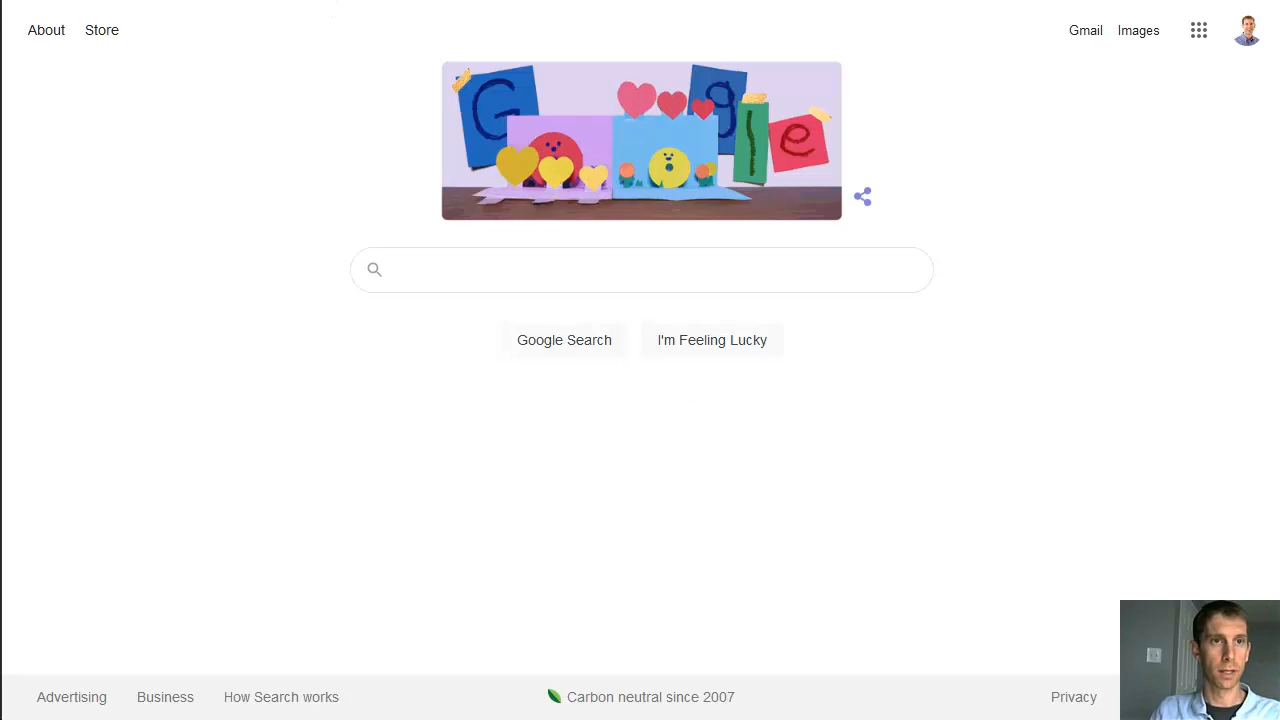 About Store
Gmail Images
G g l e
Google Search I'm Feeling Lucky
Advertising Business How Search works
Carbon neutral since 2007
Privacy